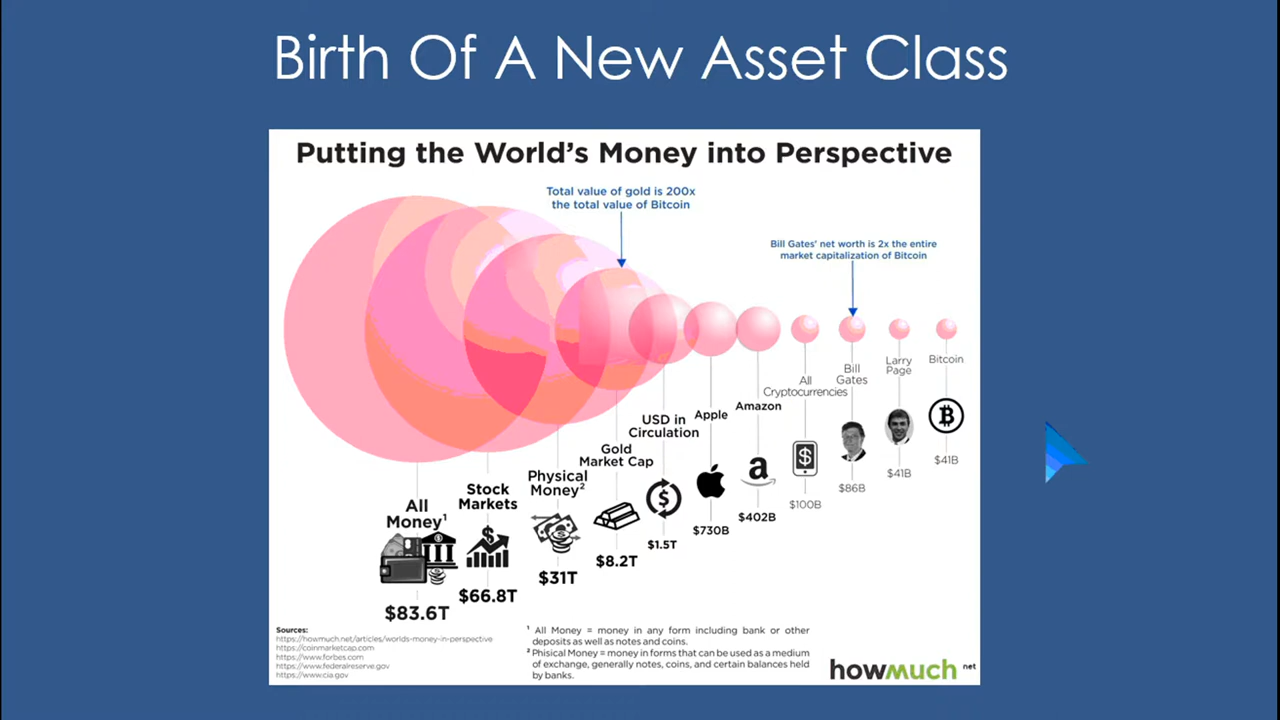 Birth Of A New Asset Class
Putting the World's Money into Perspective
Total value of gold is 200x
the total value of Bitcoin
Bill Gates' net worth is 2x the entire
market capitalization of Bitcoin
All
Money¹
$83.6T
Stock
Markets
$66.8T
Physical
Money²
$31T
Gold
Market Cap
$8.2T
USD in
Circulation
$1.5T
Apple
$730B
Amazon
a
$402B
All
Cryptocurrencies
$100B
Bill
Gates
$86B
Larry
Page
$41B
Bitcoin
$41B
Sources:
https://howmuch.net/articles/worlds-money-in-perspective
https://coinmarketcap.com
https://www.forbes.com
https://www.federalreserve.gov
https://www.cia.gov
¹ All Money = money in any form including bank or other
deposits as well as notes and coins.
² Phisical Money = money in forms that can be used as a medium
of exchange, generally notes, coins, and certain balances held
by banks.
howmuch.net